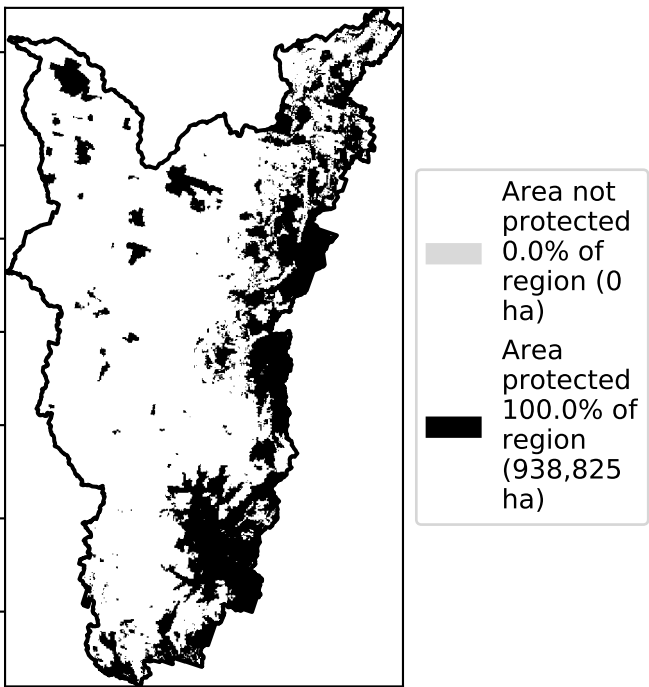 Area not
protected
0.0% of
region (0
ha)
Area
protected
100.0% of
region
(938,825
ha)